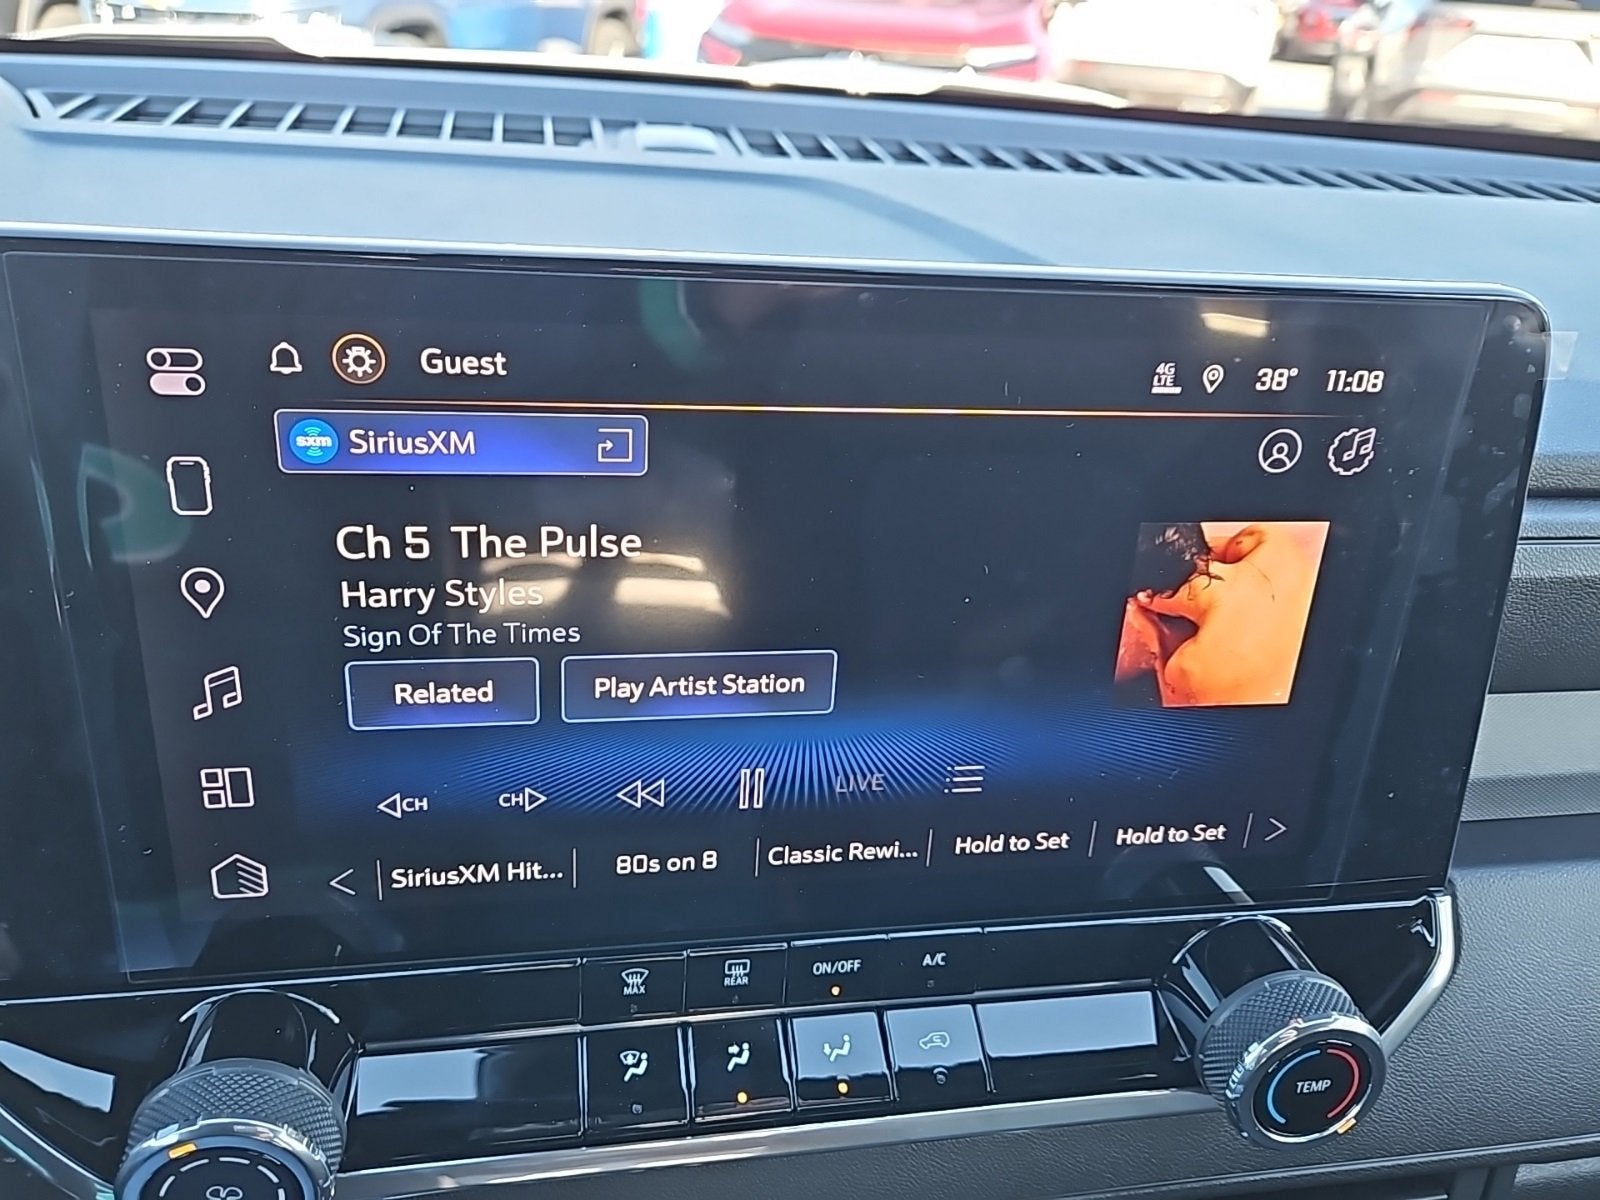 Guest
4G
LTE
38° 11:08
sxm SiriusXM
Ch 5 The Pulse
Harry Styles
Sign Of The Times
Related
Play Artist Station
CH
CH
LIVE
SiriusXM Hit...
80s on 8
Classic Rewi...
Hold to Set
Hold to Set
MAX
REAR
ON/OFF
A/C
TEMP